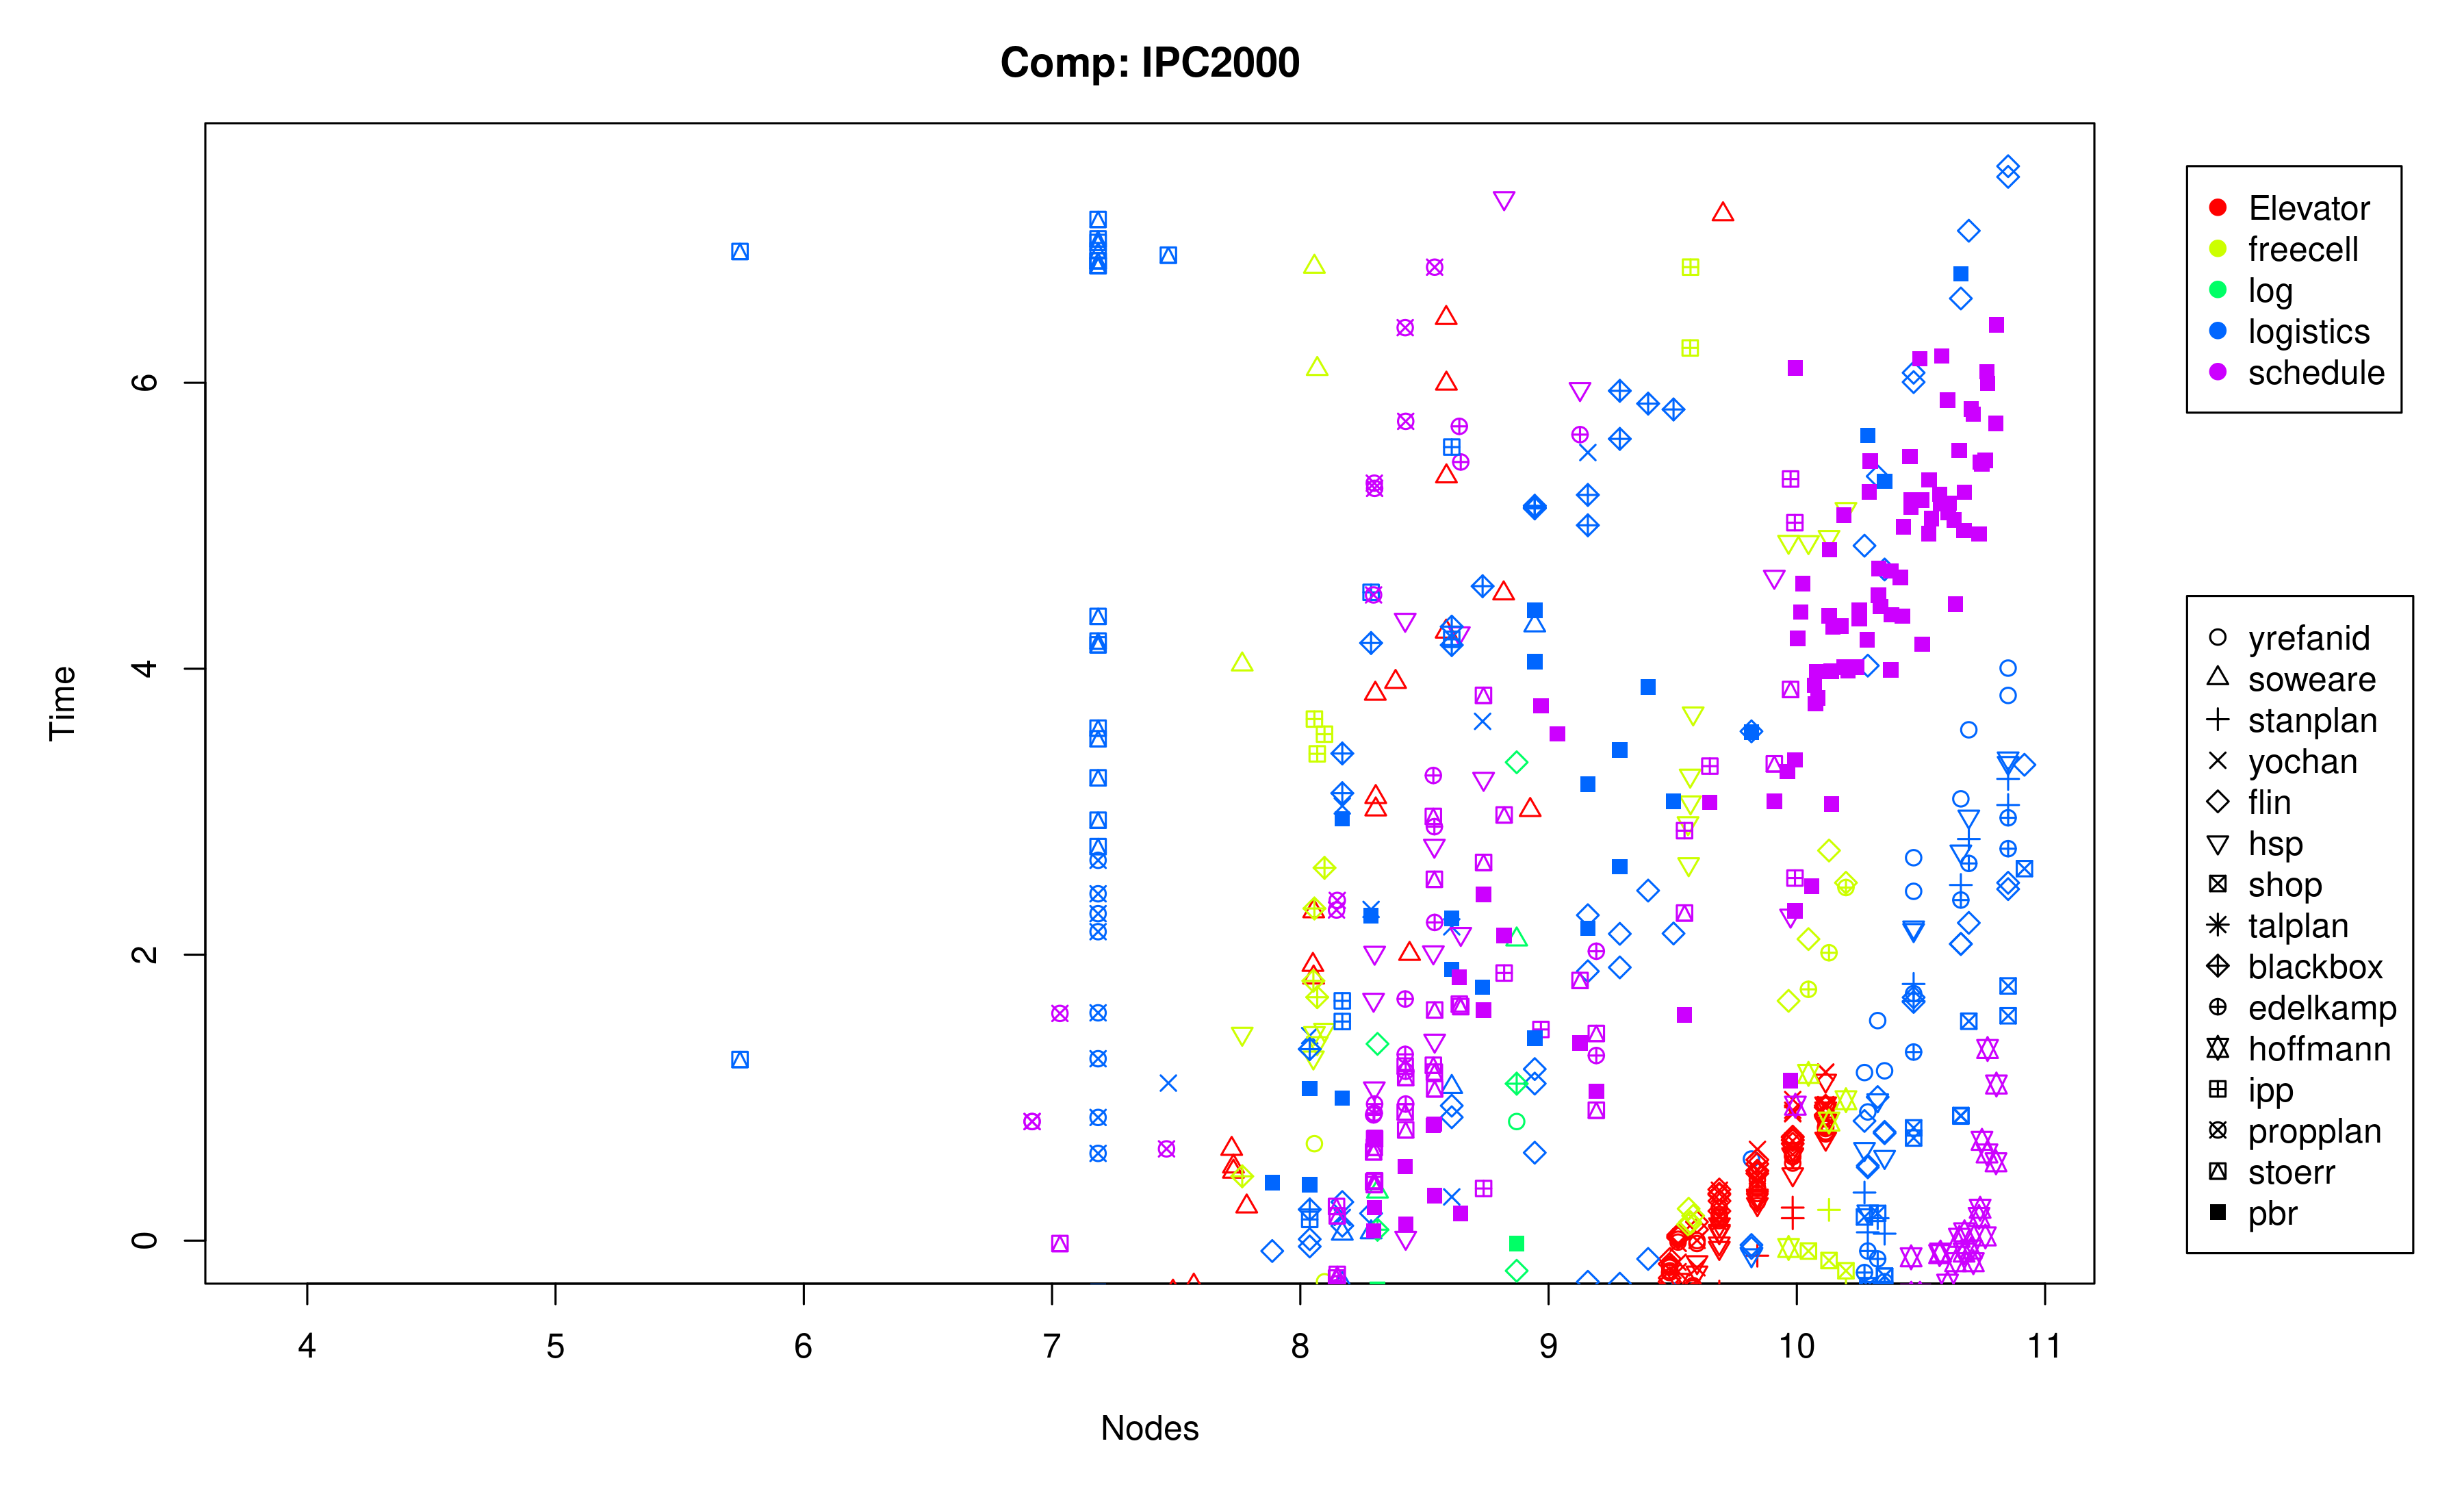 Comp: IPC2000
Time
6
4
2
0
4 5 6 7 8 9 10 11
Nodes
Elevator
freecell
log
logistics
schedule
yrefanid
soweare
stanplan
yochan
flin
hsp
shop
talplan
blackbox
edelkamp
hoffmann
ipp
propplan
stoerr
pbr